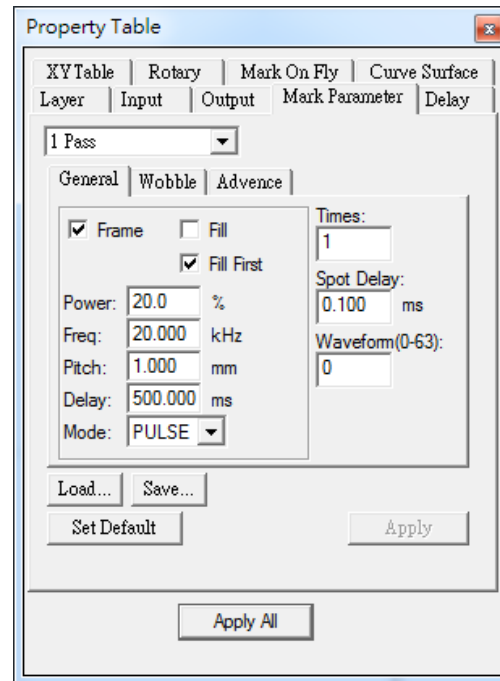 Property Table
XYTable Rotary Mark On Fly Curve Surface
Layer Input Output Mark Parameter Delay
1 Pass
General Wobble Advence
Frame Fill
Fill First
Power: 20.0 %
Freq: 20.000 kHz
Pitch: 1.000 mm
Delay: 500.000 ms
Mode: PULSE
Times:
1
Spot Delay:
0.100 ms
Waveform(0-63):
0
Load... Save...
Set Default Apply
Apply All